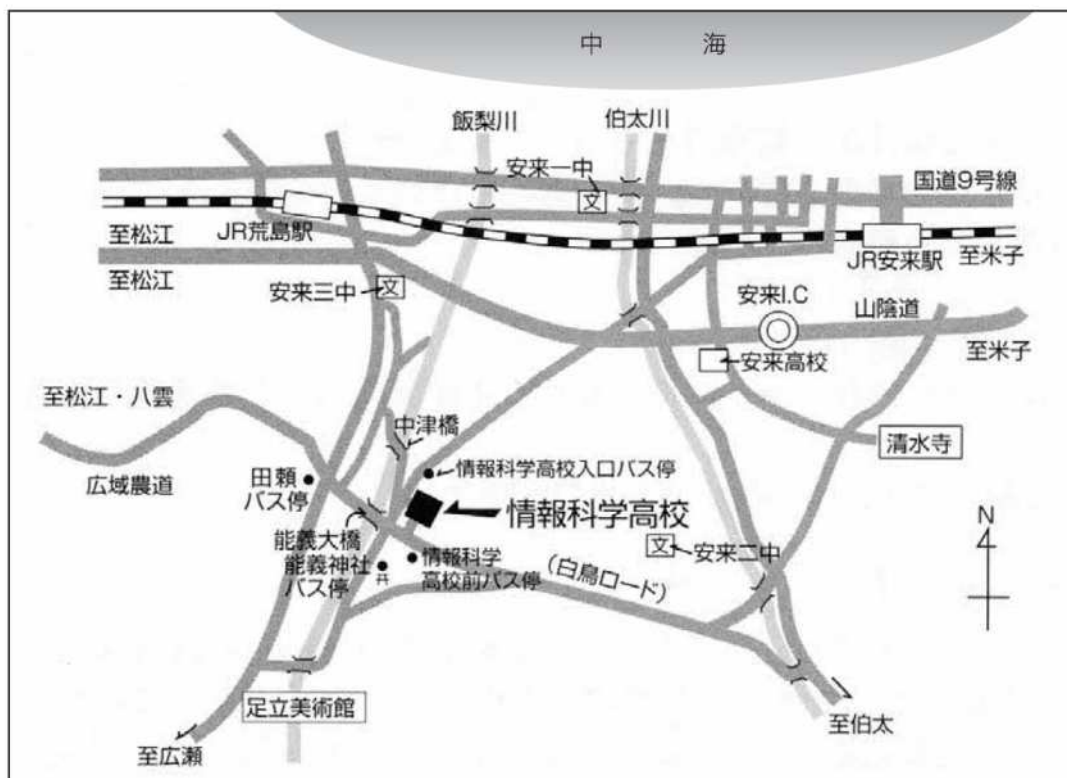 中 海
飯梨川
伯太川
安来一中
文
国道9号線
至松江
JR荒島駅
JR安来駅
至米子
至松江
安来三中
文
安来I.C
山陰道
至米子
安来高校
至松江・八雲
中津橋
清水寺
広域農道
田頼
バス停
情報科学高校入口バス停
情報科学高校
N
能義大橋
能義神社
バス停
情報科学
高校前バス停
文
安来二中
(白鳥ロード)
足立美術館
至広瀬
至伯太